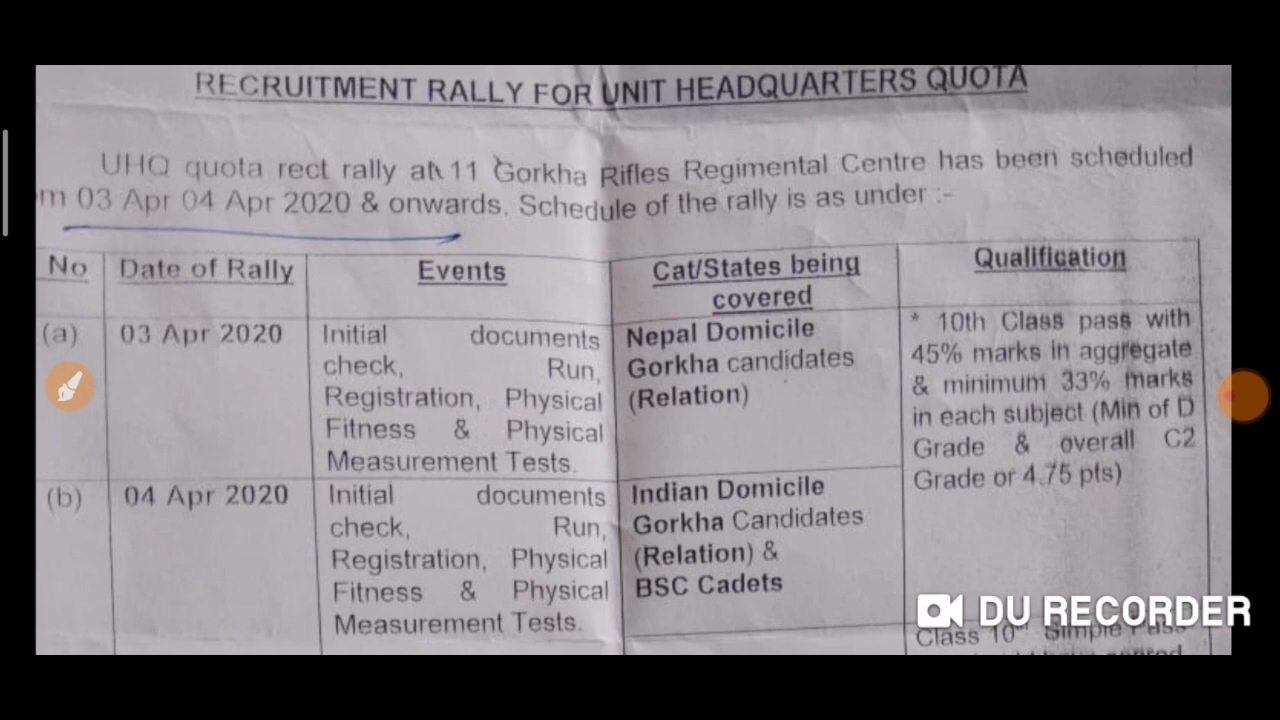 RECRUITMENT RALLY FOR UNIT HEADQUARTERS QUOTA
UHQ quota rect rally at 11 Gorkha Rifles Regimental Centre has been scheduled
m 03 Apr 04 Apr 2020 & onwards. Schedule of the rally is as under :-
No Date of Rally Events Cat/States being covered Qualification
(a) 03 Apr 2020
Initial documents
check, Run,
Registration, Physical
Fitness & Physical
Measurement Tests.
Nepal Domicile
Gorkha candidates
(Relation)
* 10th Class pass with
45% marks in aggregate
& minimum 33% marks
in each subject (Min of D
Grade & overall C2
Grade or 4.75 pts)
(b) 04 Apr 2020
Initial documents
check, Run,
Registration, Physical
Fitness & Physical
Measurement Tests.
Indian Domicile
Gorkha Candidates
(Relation) &
BSC Cadets
Class 10th Simple Pass
DU RECORDER